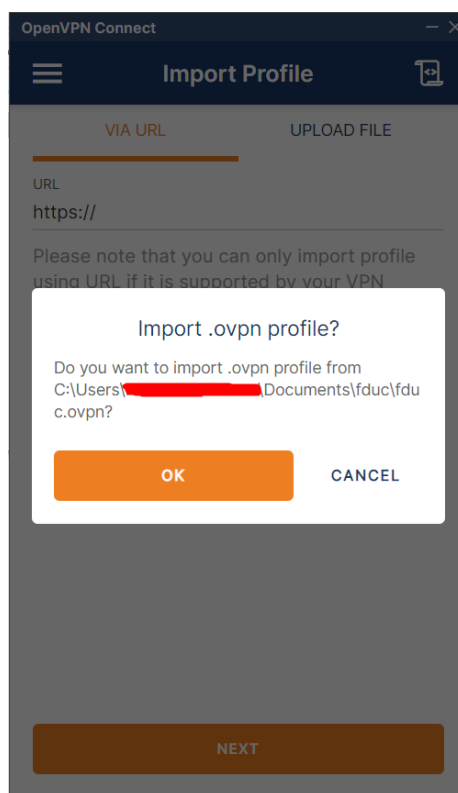 OpenVPN Connect
Import Profile
VIA URL
UPLOAD FILE
URL
https://
Please note that you can only import profile
using URL if it is supported by your VPN
Import .ovpn profile?
Do you want to import .ovpn profile from
C:\Users\ \Documents\fduc\fdu
c.ovpn?
OK
CANCEL
NEXT